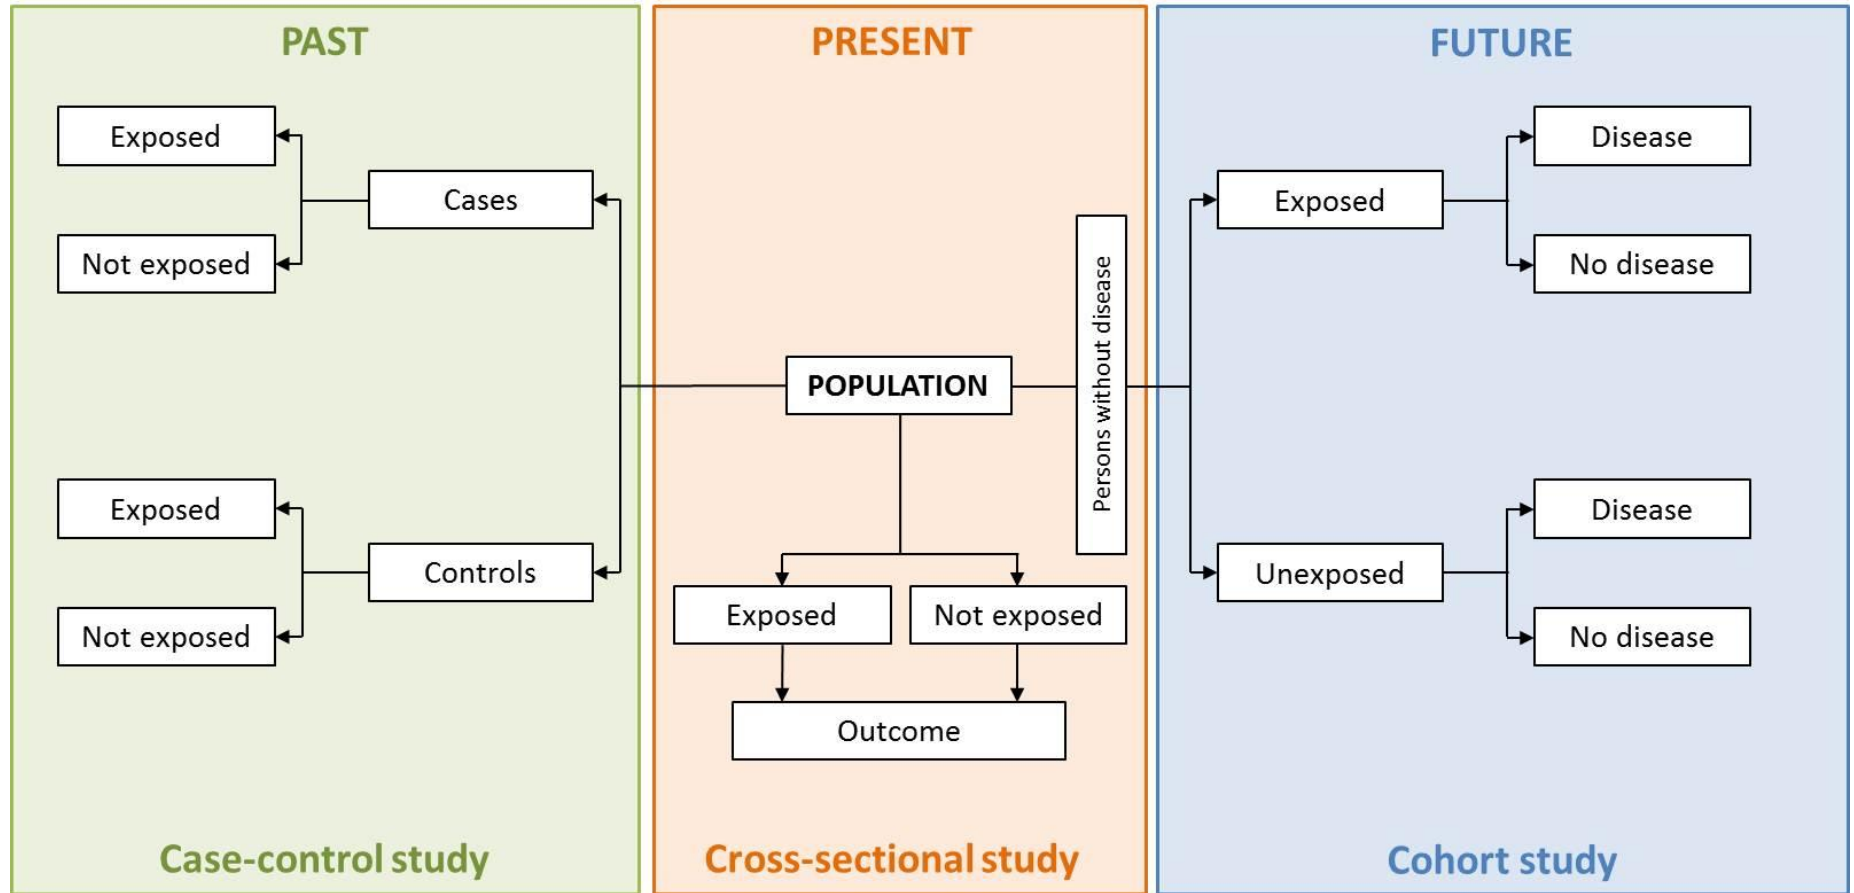 PAST
Exposed
Cases
Not exposed
Exposed
Controls
Not exposed
Case-control study
PRESENT
POPULATION
Persons without disease
Exposed
Not exposed
Outcome
Cross-sectional study
FUTURE
Exposed
Disease
No disease
Unexposed
Disease
No disease
Cohort study